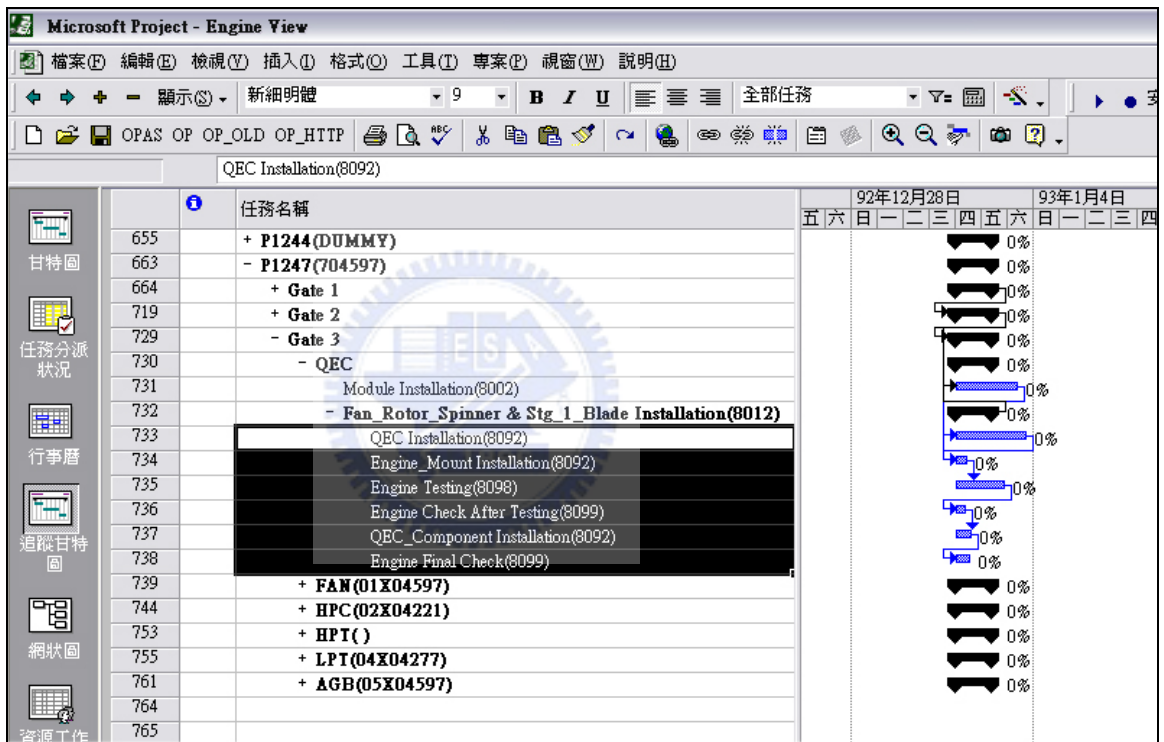 Microsoft Project - Engine View
檔案(F) 編輯(E) 檢視(V) 插入(I) 格式(O) 工具(T) 專案(P) 視窗(W) 說明(H)
顯示(S) 新細明體 9 B I U 全部任務
OPAS OP OP_OLD OP_HTTP
QEC Installation(8092)
任務名稱 92年12月28日 93年1月4日
五 六 日 一 二 三 四 五 六 日 一 二 三 四
甘特圖
任務分派狀況
行事曆
追蹤甘特圖
網狀圖
資源工作
655 + P1244(DUMMY) 0%
663 - P1247(704597) 0%
664 + Gate 1 0%
719 + Gate 2 0%
729 - Gate 3 0%
730 - QEC 0%
731 Module Installation(8002) 0%
732 - Fan_Rotor_Spinner & Stg_1_Blade Installation(8012) 0%
733 QEC Installation(8092) 0%
734 Engine_Mount Installation(8092) 0%
735 Engine Testing(8098) 0%
736 Engine Check After Testing(8099) 0%
737 QEC_Component Installation(8092) 0%
738 Engine Final Check(8099) 0%
739 + FAN(01X04597) 0%
744 + HPC(02X04221) 0%
753 + HPT( ) 0%
755 + LPT(04X04277) 0%
761 + AGB(05X04597) 0%
764
765